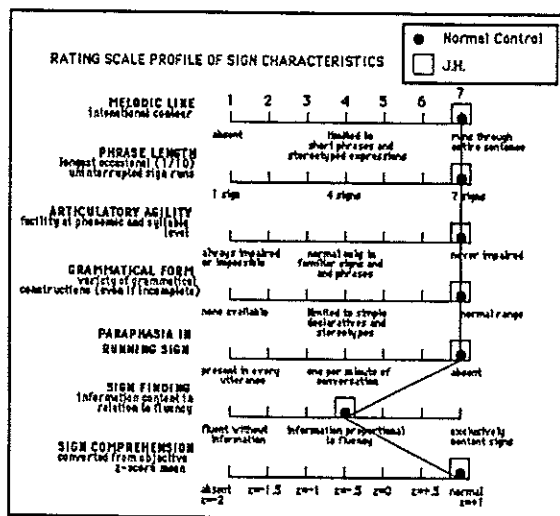 Normal Control
J.H.
RATING SCALE PROFILE OF SIGN CHARACTERISTICS
1 2 3 4 5 6 7
MELODIC LINE
intonational contour
absent
limited to
short phrases and
stereotyped expressions
runs through
entire sentence
PHRASE LENGTH
longest occasional (1/10)
uninterrupted sign runs
1 sign
4 signs
7 signs
ARTICULATORY AGILITY
facility at phonemic and syllable
level
always impaired
or impossible
normal only in
familiar signs and
and phrases
never impaired
GRAMMATICAL FORM
variety of grammatical
constructions (even if incomplete)
none available
limited to simple
declaratives and
stereotypes
normal range
PARAPHASIA IN
RUNNING SIGN
present in every
utterance
one per minute of
conversation
absent
SIGN FINDING
information content in
relation to fluency
fluent without
information
information proportional
to fluency
exclusively
content signs
SIGN COMPREHENSION
converted from objective
z-score mean
absent
z=-2
z=-1.5
z=-1
z=-.5
z=0
z=+.5
normal
z=+1